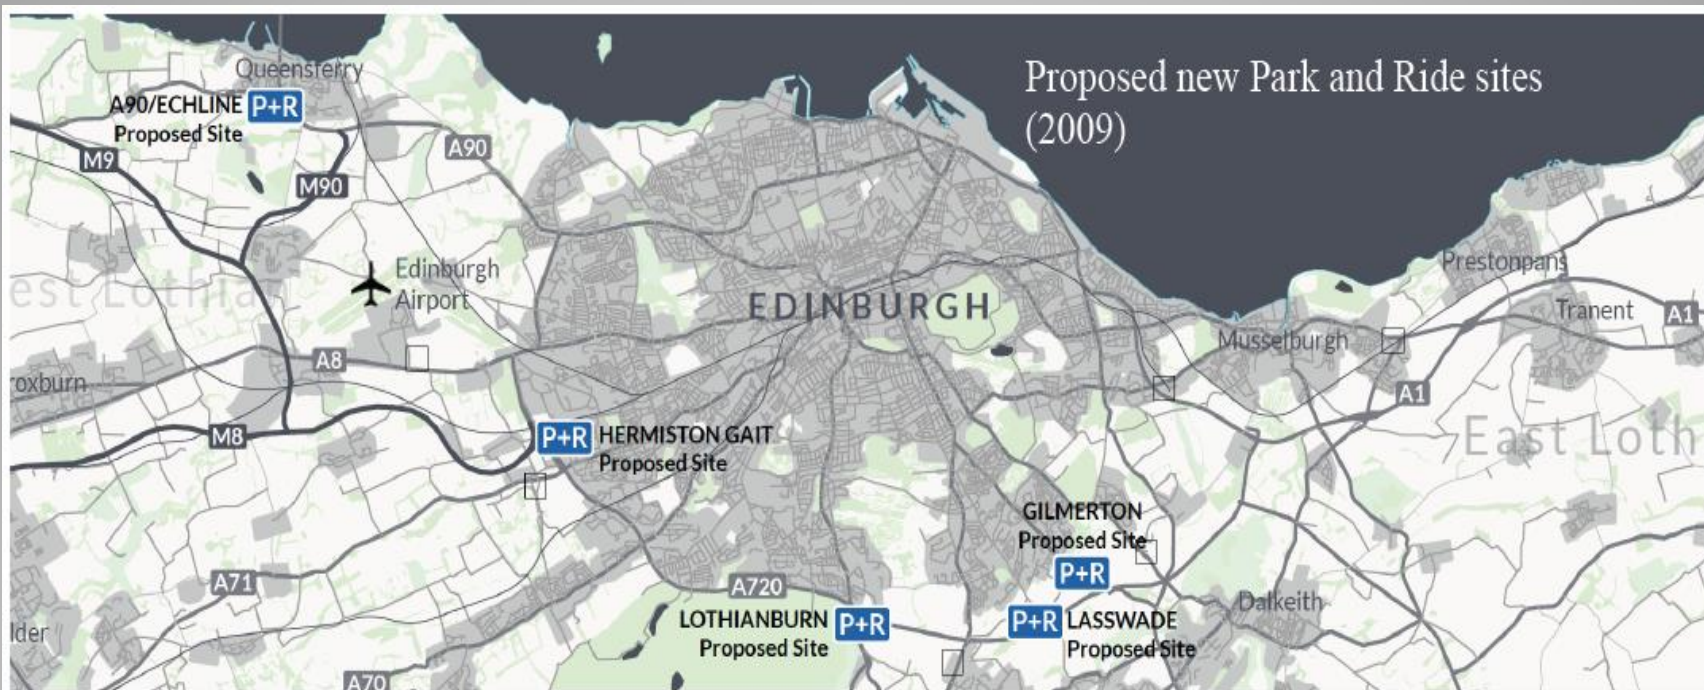 Proposed new Park and Ride sites
(2009)
Queensferry
A90/ECHLINE P+R
Proposed Site
M9
A90
M90
Edinburgh
Airport
est Lothian
EDINBURGH
Prestonpans
Tranent
A1
Musselburgh
A8
oxburn
A1
M8
P+R HERMISTON GAIT
Proposed Site
East Loth
GILMERTON
Proposed Site
P+R
A71
A720
LOTHIANBURN P+R
Proposed Site
P+R LASSWADE
Proposed Site
Dalkeith
lder
A70